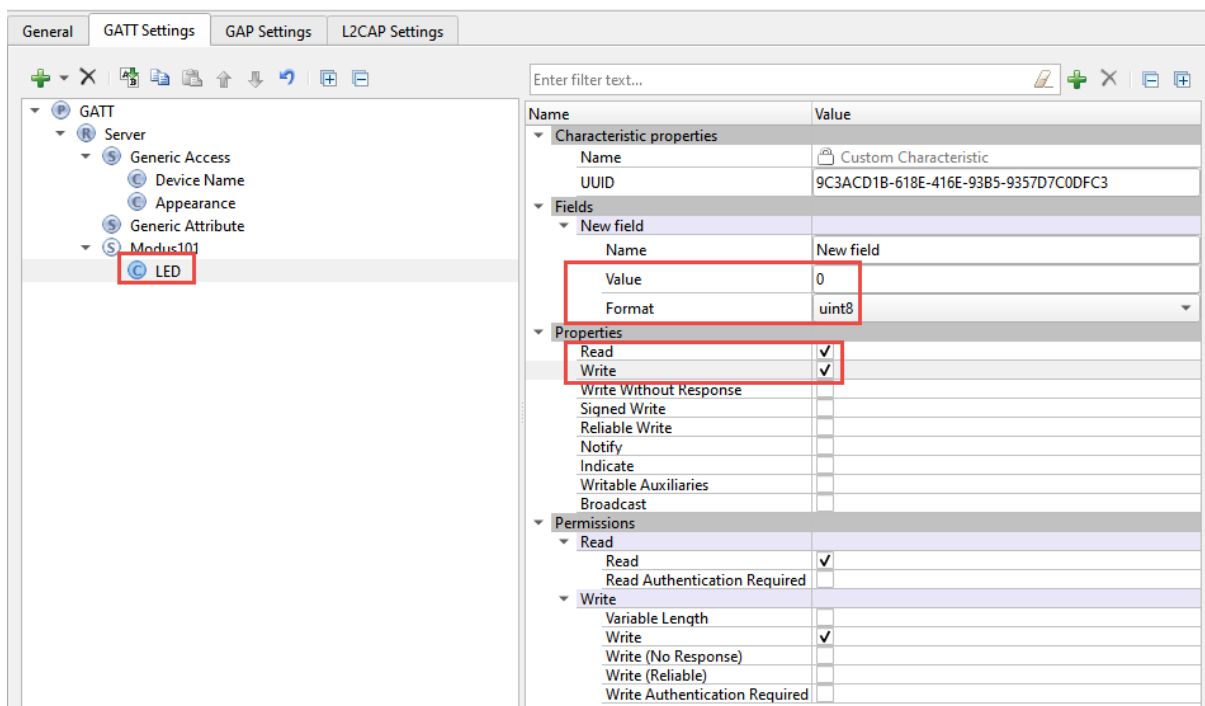 General GATT Settings GAP Settings L2CAP Settings
Enter filter text...
GATT
Server
Generic Access
Device Name
Appearance
Generic Attribute
Modus101
LED
Name Value
Characteristic properties
Name Custom Characteristic
UUID 9C3ACD1B-618E-416E-93B5-9357D7C0DFC3
Fields
New field
Name New field
Value 0
Format uint8
Properties
Read
Write
Write Without Response
Signed Write
Reliable Write
Notify
Indicate
Writable Auxiliaries
Broadcast
Permissions
Read
Read
Read Authentication Required
Write
Variable Length
Write
Write (No Response)
Write (Reliable)
Write Authentication Required